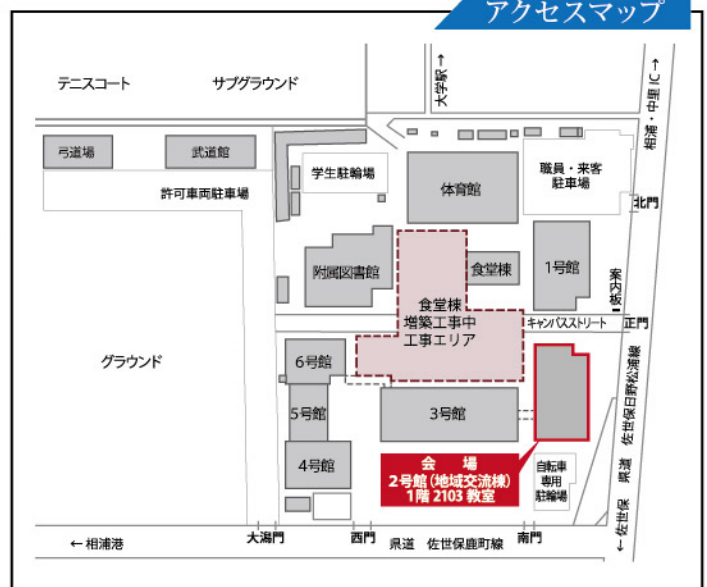 アクセスマップ
テニスコート
サブグラウンド
大学駅→
相浦・中里IC→
弓道場
武道館
学生駐輪場
体育館
職員・来客
駐車場
許可車両駐車場
北門
附属図書館
食堂棟
1号館
案内板
食堂棟
増築工事中
工事エリア
キャンパスストリート
正門
グラウンド
6号館
5号館
3号館
4号館
会　場
2号館(地域交流棟)
1階 2103 教室
自転車
専用
駐輪場
県道 佐世保日野松浦線
←佐世保
←相浦港
大潟門
西門
県道 佐世保鹿町線
南門